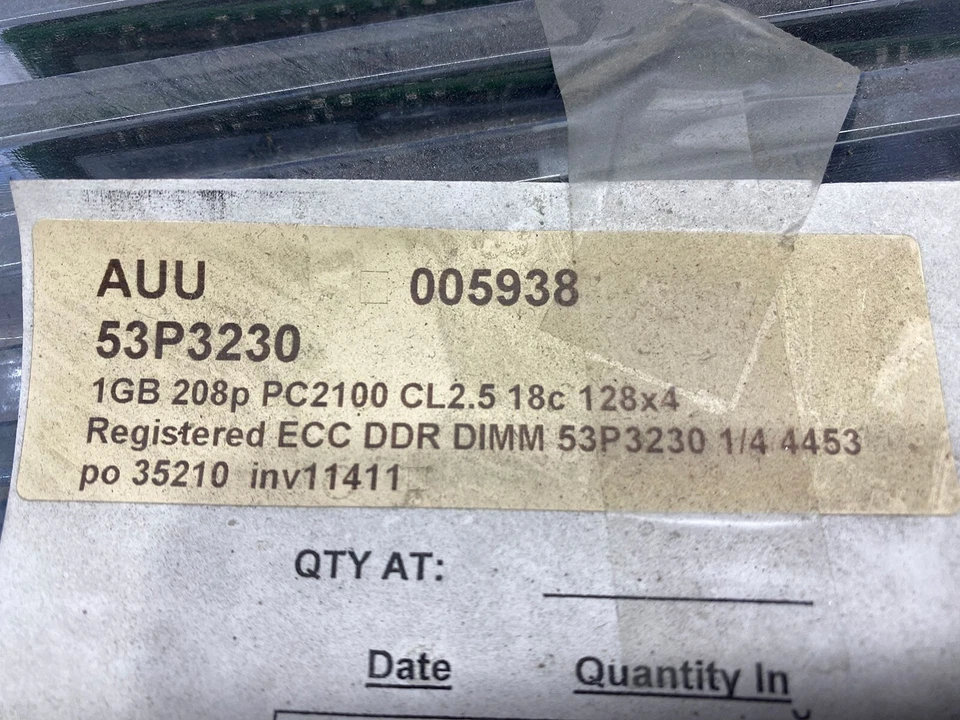 AUU 005938
53P3230
1GB 208p PC2100 CL2.5 18c 128x4
Registered ECC DDR DIMM 53P3230 1/4 4453
po 35210 inv11411
QTY AT:
Date Quantity In